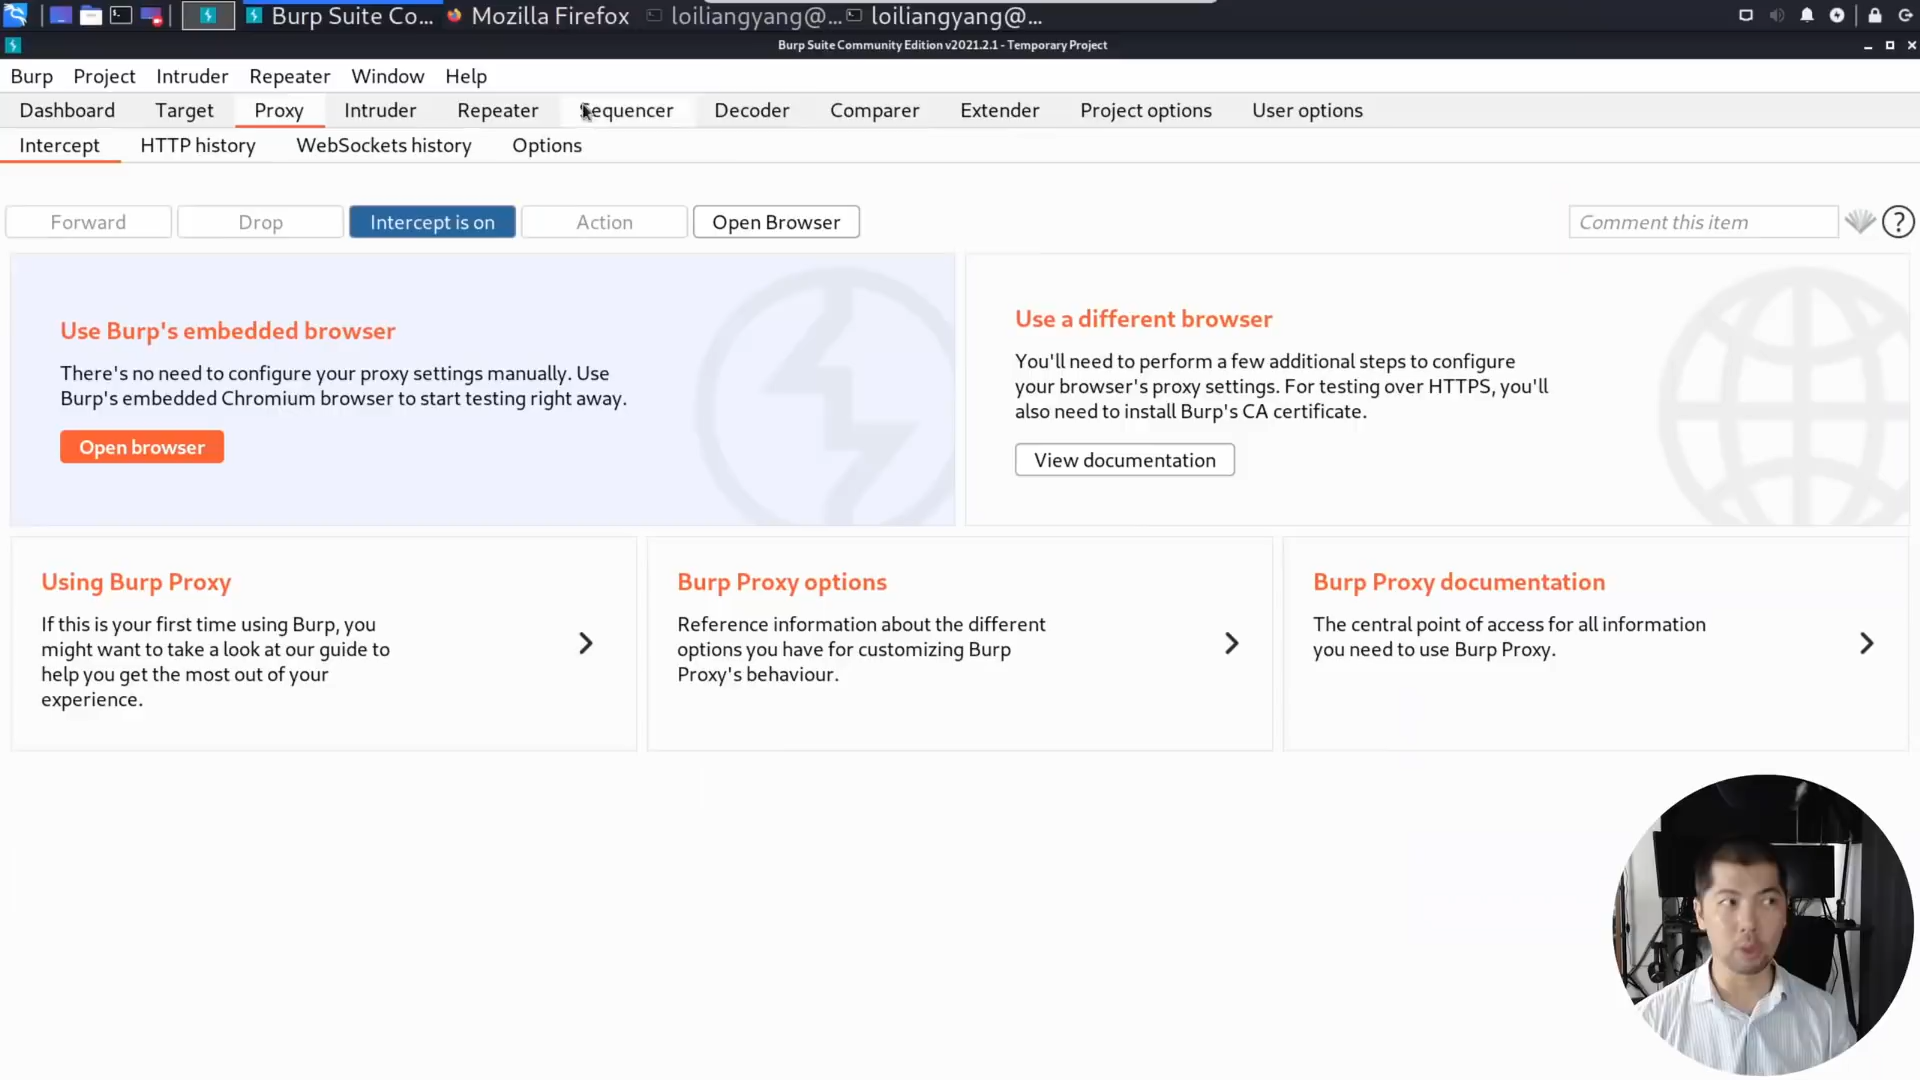 Burp Suite Co... Mozilla Firefox loiliangyang@... loiliangyang@...
Burp Suite Community Edition v2021.2.1 - Temporary Project
Burp Project Intruder Repeater Window Help
Dashboard Target Proxy Intruder Repeater Sequencer Decoder Comparer Extender Project options User options
Intercept HTTP history WebSockets history Options
Forward Drop Intercept is on Action Open Browser Comment this item ?
Use Burp's embedded browser
There's no need to configure your proxy settings manually. Use
Burp's embedded Chromium browser to start testing right away.
Open browser
Use a different browser
You'll need to perform a few additional steps to configure
your browser's proxy settings. For testing over HTTPS, you'll
also need to install Burp's CA certificate.
View documentation
Using Burp Proxy
If this is your first time using Burp, you
might want to take a look at our guide to
help you get the most out of your
experience.
Burp Proxy options
Reference information about the different
options you have for customizing Burp
Proxy's behaviour.
Burp Proxy documentation
The central point of access for all information
you need to use Burp Proxy.